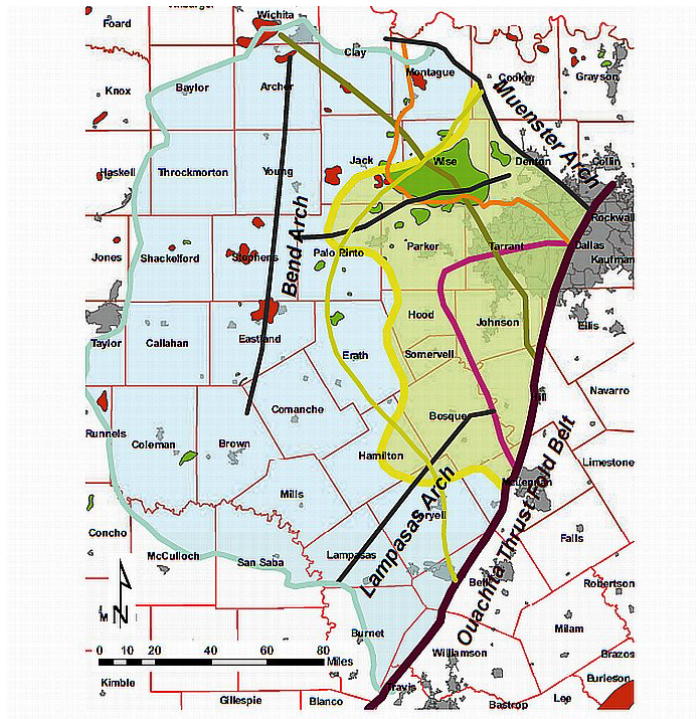 Wichita
Foard
Clay
Montague
Cooke
Grayson
Knox
Baylor
Archer
Muenster Arch
Haskell
Throckmorton
Young
Jack
Wise
Denton
Collin
Bend Arch
Rockwall
Jones
Shackelford
Stephens
Palo Pinto
Parker
Tarrant
Dallas
Kaufman
Hood
Johnson
Ellis
Taylor
Callahan
Eastland
Erath
Somervell
Navarro
Comanche
Bosque
Hill
Runnels
Coleman
Brown
Hamilton
Limestone
McLennan
Mills
Lampasas Arch
Coryell
Ouachita Thrust Fold Belt
Concho
McCulloch
San Saba
Lampasas
Falls
Bell
Robertson
N
Milam
Burnet
Williamson
Brazos
0 10 20 40 60 80
Miles
Kimble
Burleson
Travis
Gillespie
Blanco
Bastrop
Lee